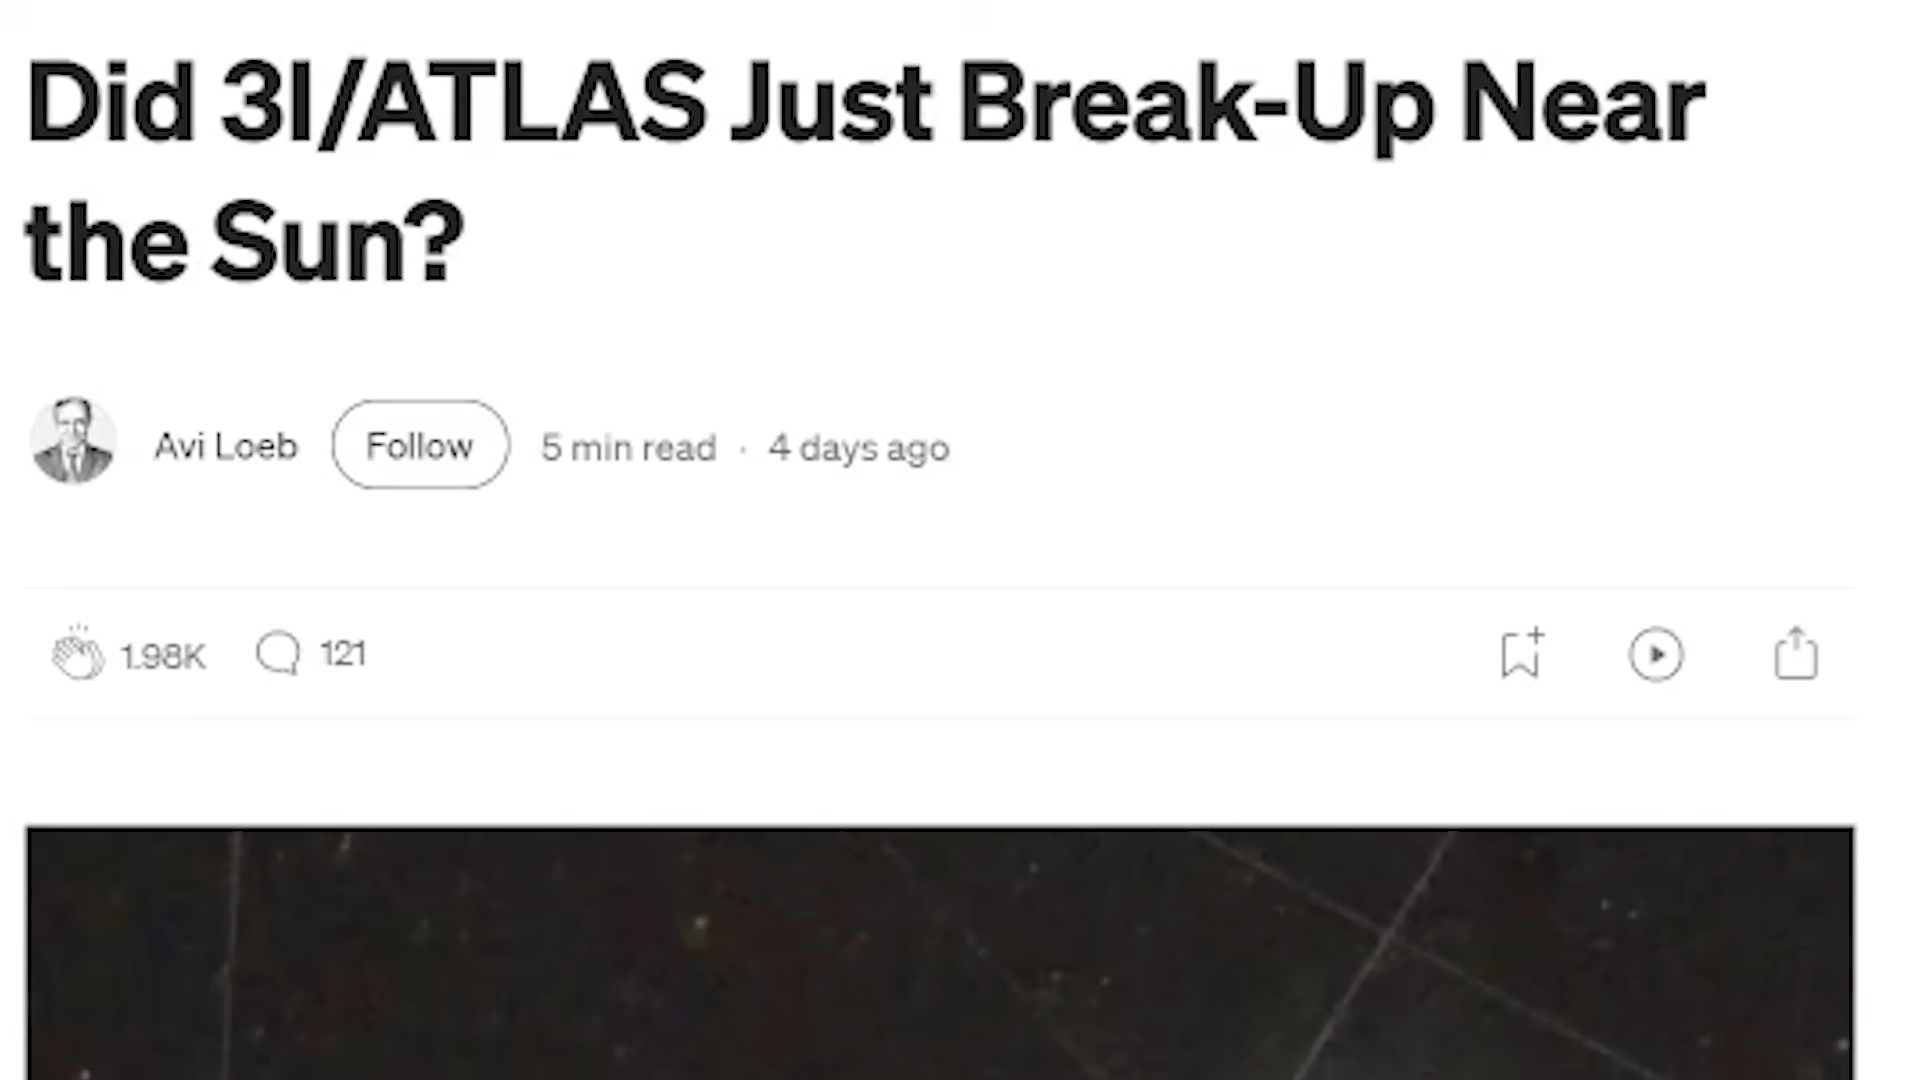 Did 3I/ATLAS Just Break-Up Near
the Sun?
Avi Loeb Follow 5 min read · 4 days ago
1.98K 121